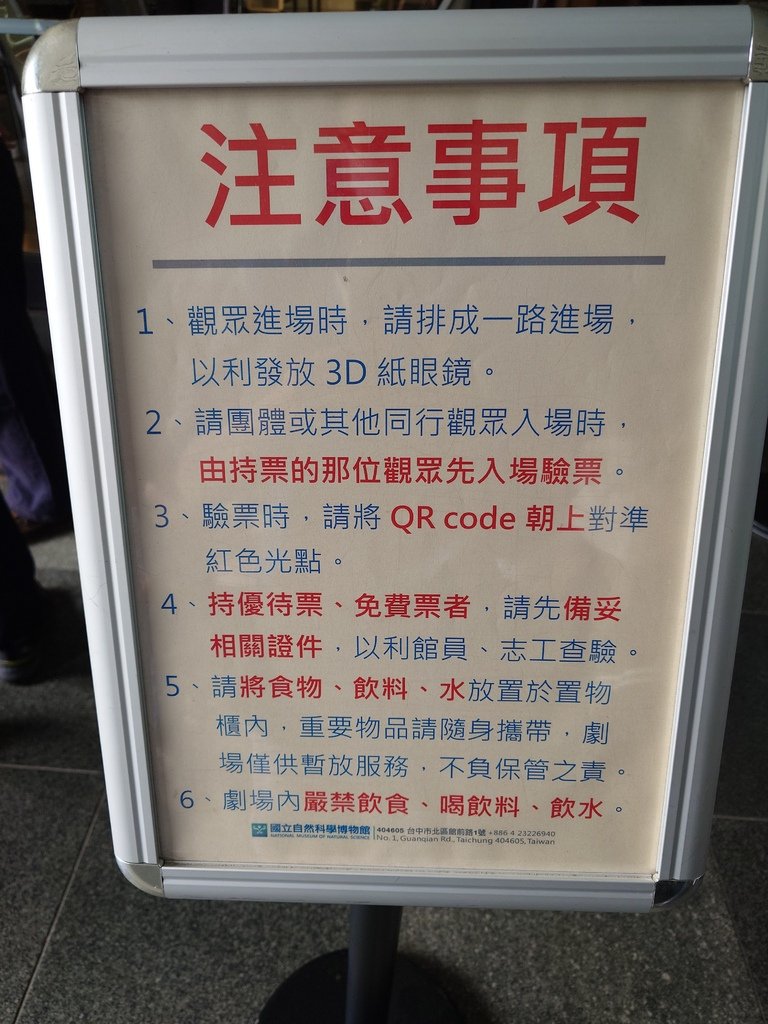 注意事項
1、觀眾進場時，請排成一路進場，
以利發放 3D 紙眼鏡。
2、請團體或其他同行觀眾入場時，
由持票的那位觀眾先入場驗票。
3、驗票時，請將 QR code 朝上對準
紅色光點。
4、持優待票、免費票者，請先備妥
相關證件，以利館員、志工查驗。
5、請將食物、飲料、水放置於置物
櫃內，重要物品請隨身攜帶，劇
場僅供暫放服務，不負保管之責。
6、劇場內嚴禁飲食、喝飲料、飲水。
國立自然科學博物館
NATIONAL MUSEUM OF NATURAL SCIENCE
404605 台中市北區館前路1號 +886 4 23226940
No. 1, Guanqian Rd., Taichung 404605, Taiwan